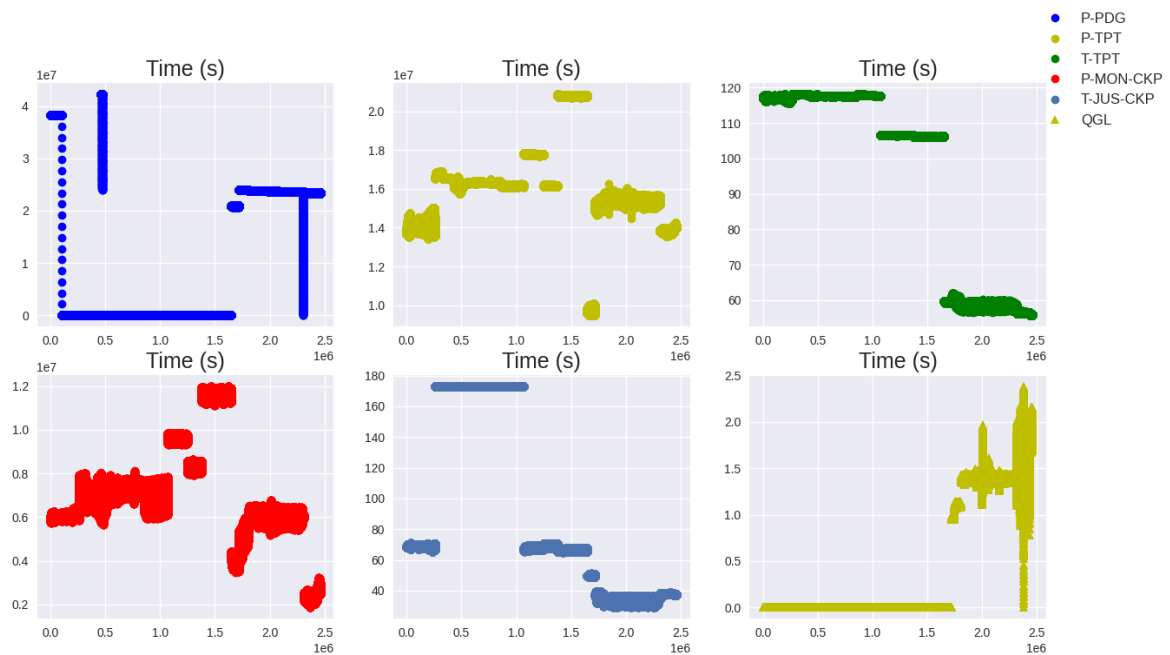 P-PDG
P-TPT
T-TPT
P-MON-CKP
T-JUS-CKP
QGL
Time (s)
Time (s)
Time (s)
1e7
1e7
4
3
2
1
0
2.0
1.8
1.6
1.4
1.2
1.0
120
110
100
90
80
70
60
0.0 0.5 1.0 1.5 2.0 2.5
0.0 0.5 1.0 1.5 2.0 2.5
0.0 0.5 1.0 1.5 2.0 2.5
1e6
1e6
1e6
Time (s)
Time (s)
Time (s)
1e7
1.2
1.0
0.8
0.6
0.4
0.2
180
160
140
120
100
80
60
40
2.5
2.0
1.5
1.0
0.5
0.0
0.0 0.5 1.0 1.5 2.0 2.5
0.0 0.5 1.0 1.5 2.0 2.5
0.0 0.5 1.0 1.5 2.0 2.5
1e6
1e6
1e6